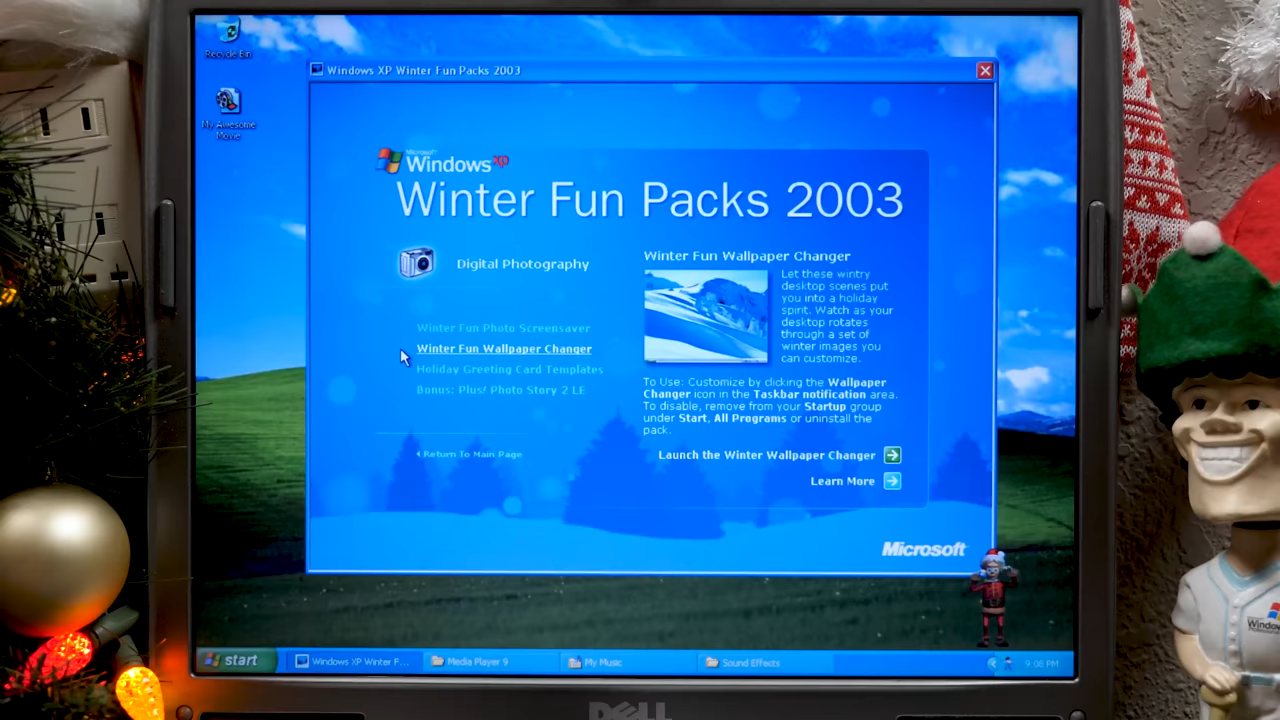 Recycle Bin
My Awesome
Movie
Windows XP Winter Fun Packs 2003
Microsoft
Windows xp
Winter Fun Packs 2003
Digital Photography
Winter Fun Photo Screensaver
Winter Fun Wallpaper Changer
Holiday Greeting Card Templates
Bonus: Plus! Photo Story 2 LE
Return To Main Page
Winter Fun Wallpaper Changer
Let these wintry
desktop scenes put
you into a holiday
spirit. Watch as your
desktop rotates
through a set of
winter images you
can customize.
To Use: Customize by clicking the Wallpaper
Changer icon in the Taskbar notification area.
To disable, remove from your Startup group
under Start, All Programs or uninstall the
pack.
Launch the Winter Wallpaper Changer
Learn More
Microsoft
start
Windows XP Winter F...
Media Player 9
My Music
Sound Effects
9:08 PM
DELL
Window